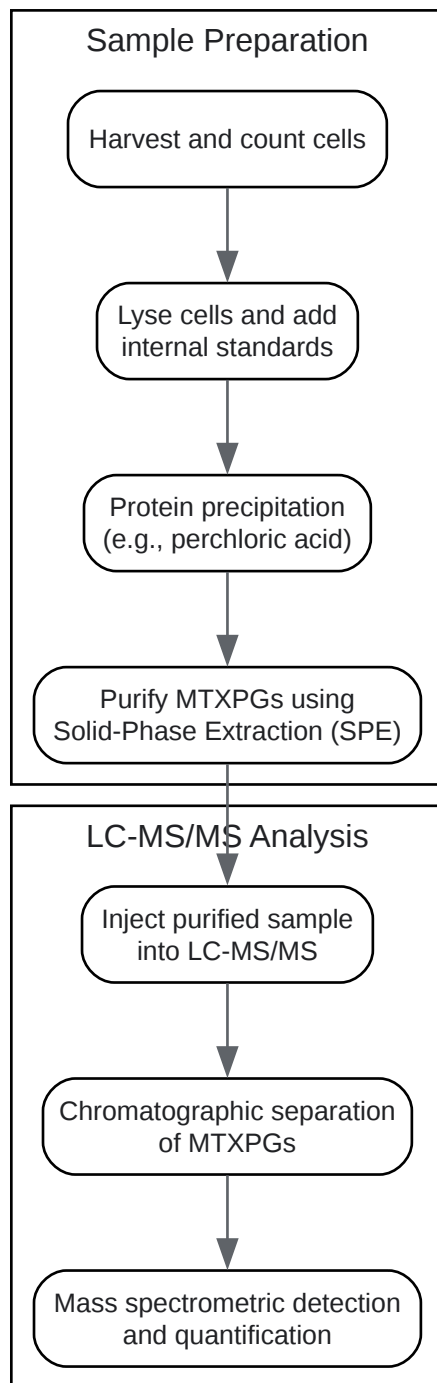 Sample Preparation
Harvest and count cells
Lyse cells and add
internal standards
Protein precipitation
(e.g., perchloric acid)
Purify MTXPGs using
Solid-Phase Extraction (SPE)
LC-MS/MS Analysis
Inject purified sample
into LC-MS/MS
Chromatographic separation
of MTXPGs
Mass spectrometric detection
and quantification